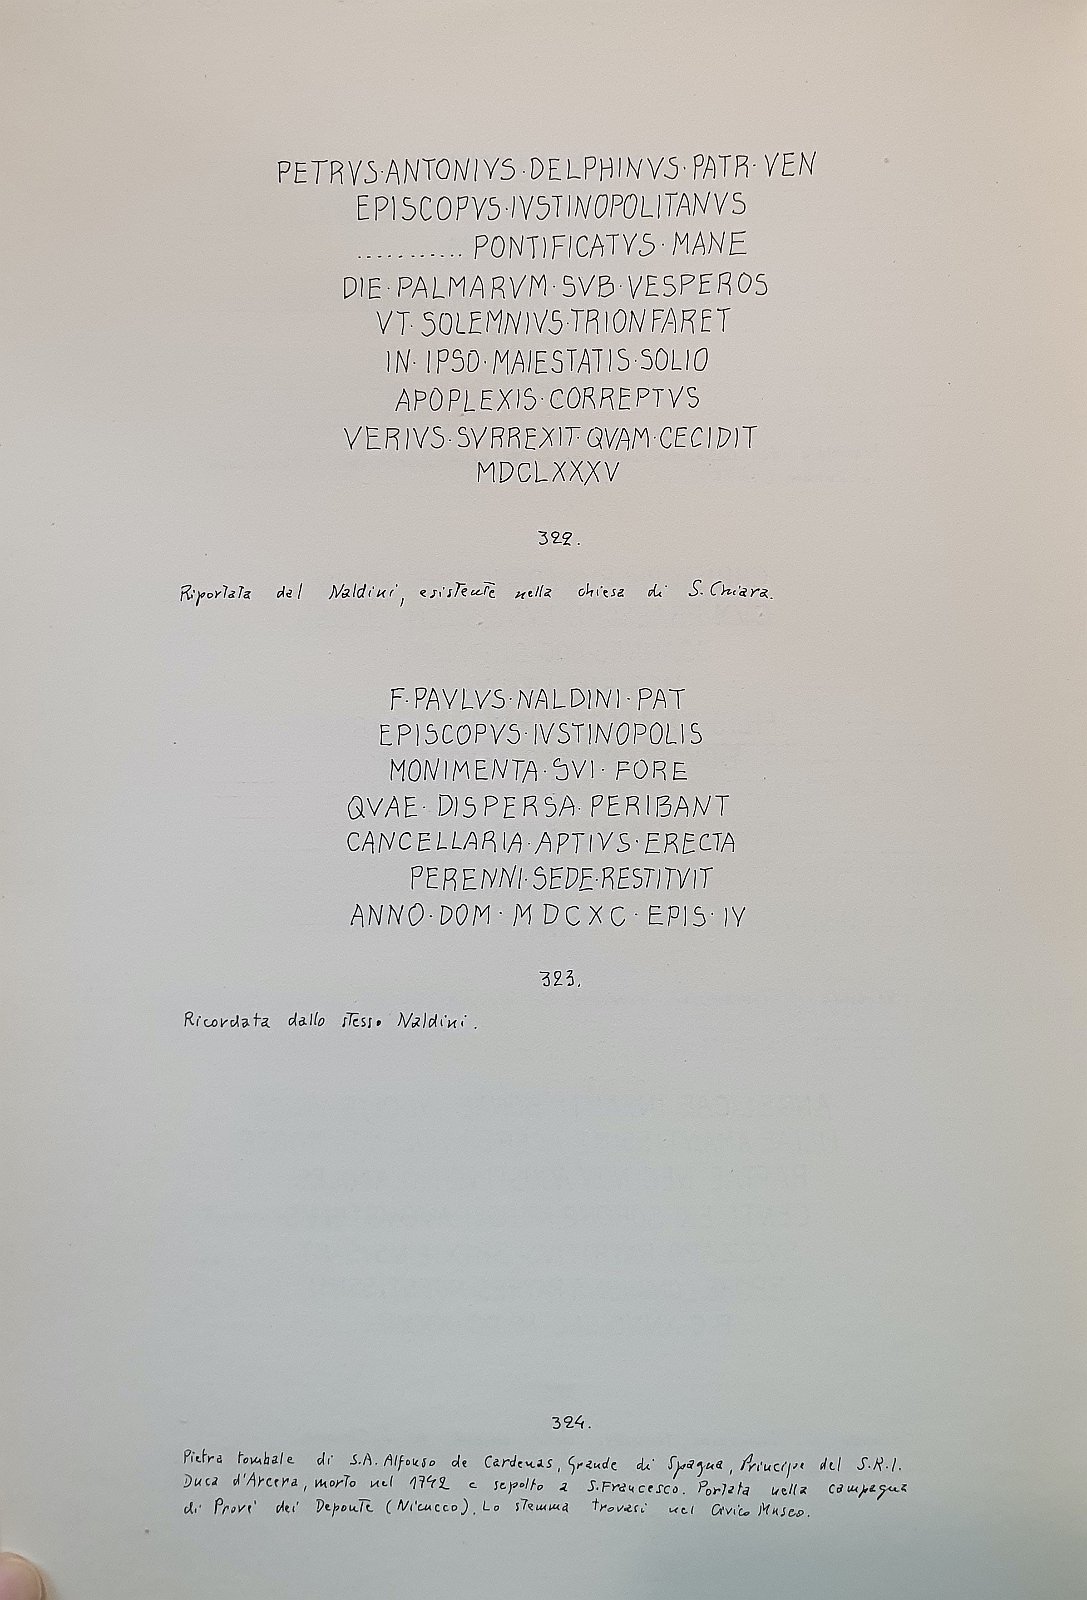 PETRVS·ANTONIVS·DELPHINVS·PATR·VEN
EPISCOPVS·IVSTINOPOLITANVS
............ PONTIFICATVS·MANE
DIE·PALMARVM·SVB·VESPEROS
VT·SOLEMNIVS·TRIONFARET
IN·IPSO·MAIESTATIS·SOLIO
APOPLEXIS·CORREPTVS
VERIVS·SVRREXIT·QVAM·CECIDIT
MDCLXXXV
322.
Riportata dal Naldini, esistente nella chiesa di S. Chiara.
F·PAVLVS·NALDINI·PAT
EPISCOPVS·IVSTINOPOLIS
MONIMENTA·SVI·FORE
QVAE·DISPERSA·PERIBANT
CANCELLARIA·APTIVS·ERECTA
PERENNI·SEDE·RESTITVIT
ANNO·DOM·MDCXC·EPIS·IV
323.
Ricordata dallo stesso Naldini.
324.
Pietra tombale di S.A. Alfonso de Cardenas, Grande di Spagna, Principe del S.R.I.
Duca d'Arcera, morto nel 1742 e sepolto a S. Francesco. Portata nella campagna
di Provè dei Deponte (Nicucco). Lo stemma trovasi nel Civico Museo.